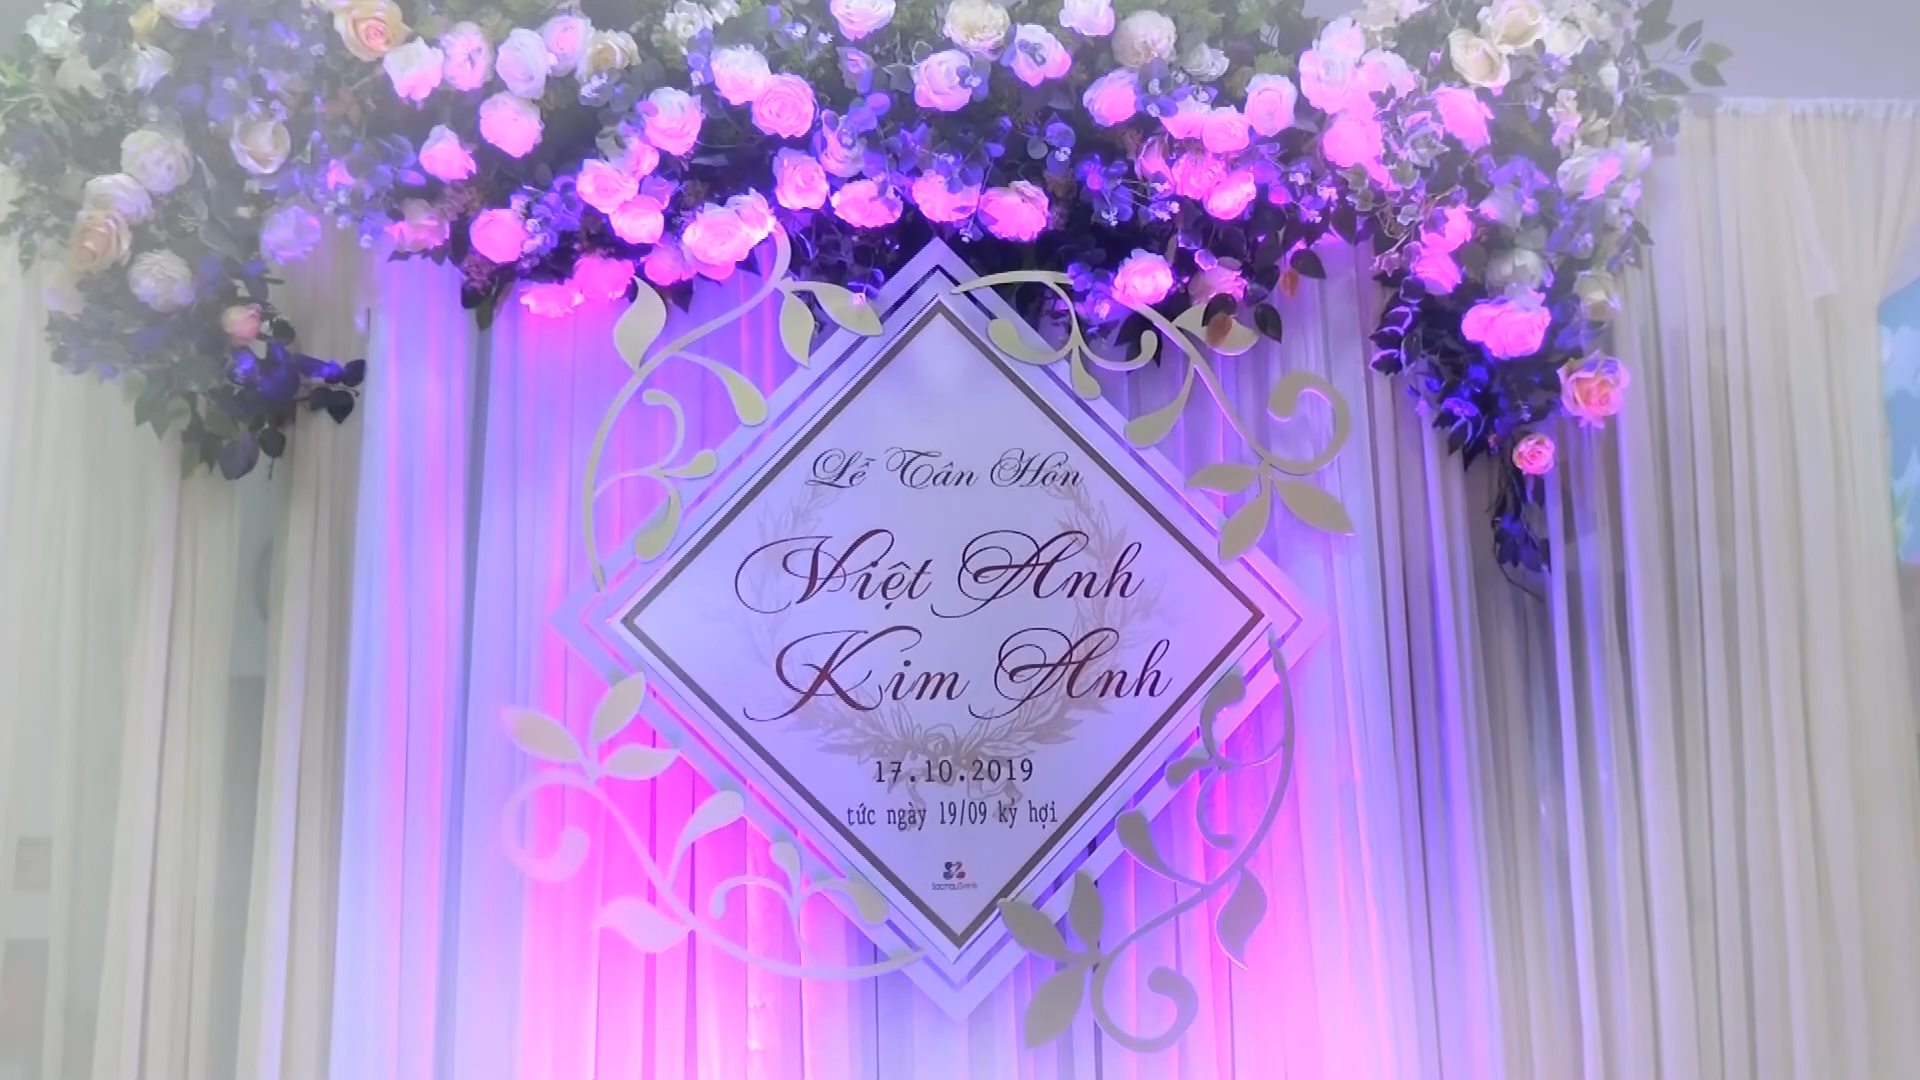 Lễ Tân Hôn
Việt Anh
Kim Anh
17.10.2019
tức ngày 19/09 kỷ hợi